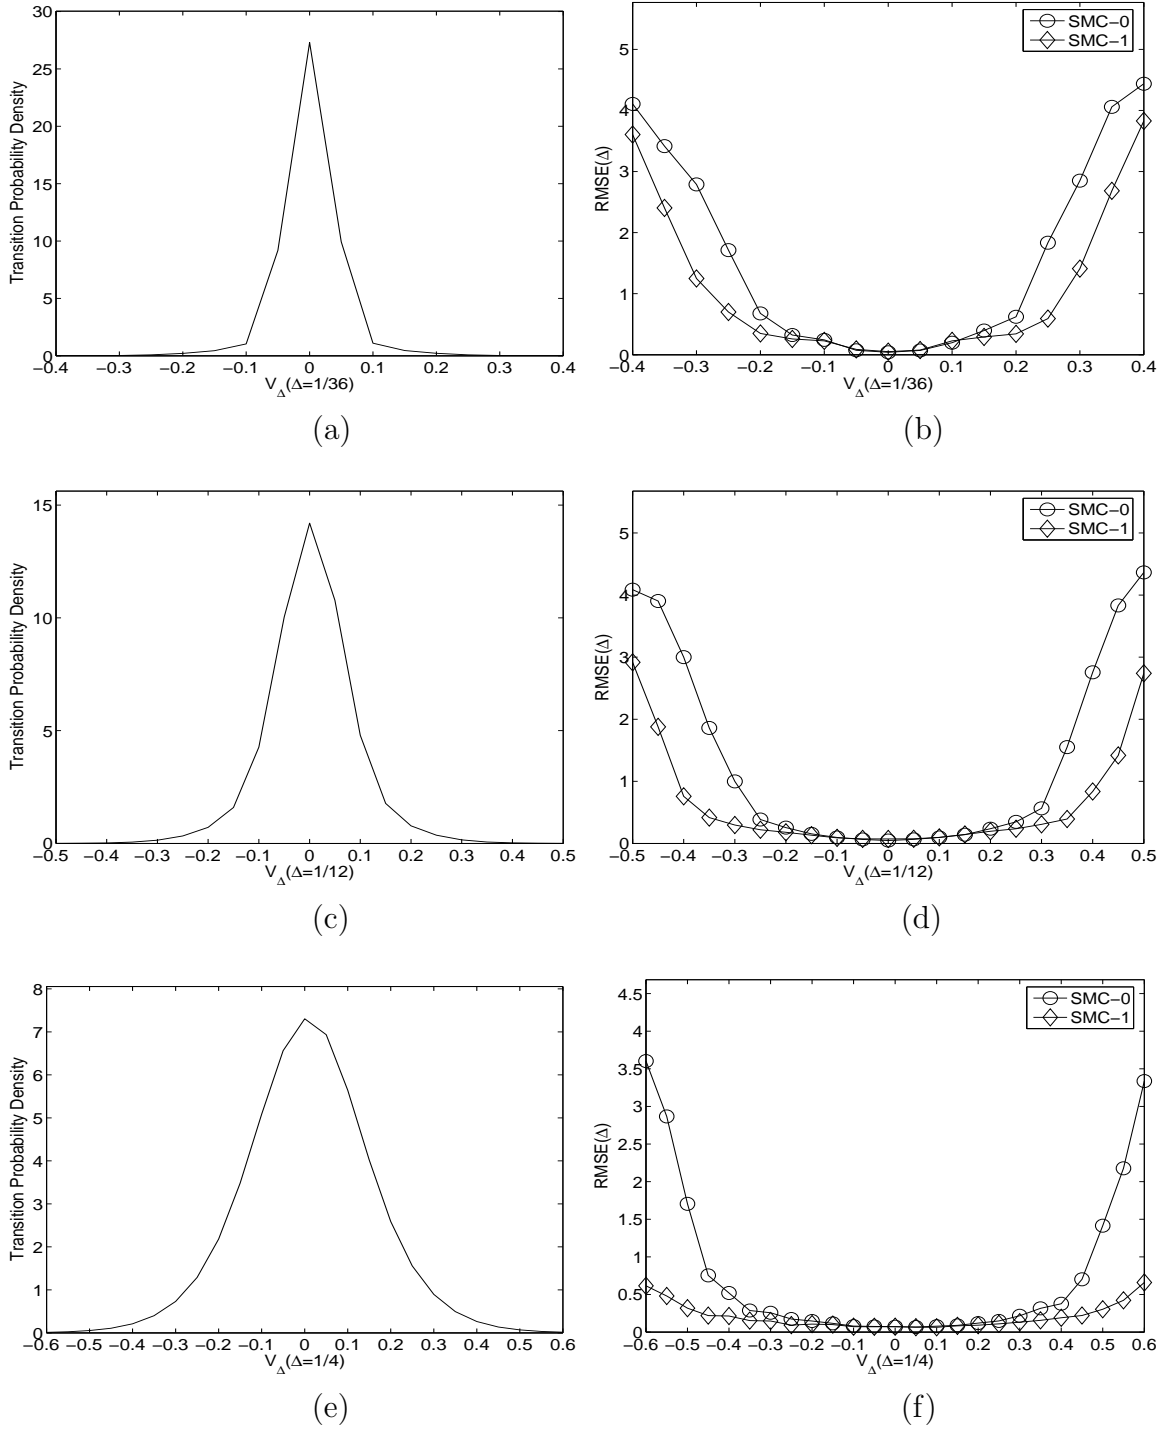 30
25
20
15
10
5
0
−0.4 −0.3 −0.2 −0.1 0 0.1 0.2 0.3 0.4
Transition Probability Density
V_Δ(Δ=1/36)
(a)
SMC−0
SMC−1
5
4
3
2
1
0
−0.4 −0.3 −0.2 −0.1 0 0.1 0.2 0.3 0.4
RMSE(Δ)
V_Δ(Δ=1/36)
(b)
15
10
5
0
−0.5 −0.4 −0.3 −0.2 −0.1 0 0.1 0.2 0.3 0.4 0.5
Transition Probability Density
V_Δ(Δ=1/12)
(c)
SMC−0
SMC−1
5
4
3
2
1
0
−0.5 −0.4 −0.3 −0.2 −0.1 0 0.1 0.2 0.3 0.4 0.5
RMSE(Δ)
V_Δ(Δ=1/12)
(d)
8
7
6
5
4
3
2
1
0
−0.6 −0.5 −0.4 −0.3 −0.2 −0.1 0 0.1 0.2 0.3 0.4 0.5 0.6
Transition Probability Density
V_Δ(Δ=1/4)
(e)
SMC−0
SMC−1
4.5
4
3.5
3
2.5
2
1.5
1
0.5
0
−0.6 −0.5 −0.4 −0.3 −0.2 −0.1 0 0.1 0.2 0.3 0.4 0.5 0.6
RMSE(Δ)
V_Δ(Δ=1/4)
(f)